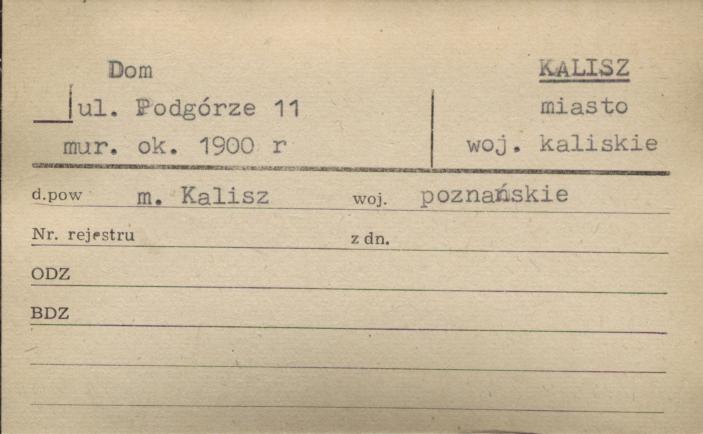 Dom KALISZ
ul. Podgórze 11 miasto
mur. ok. 1900 r woj. kaliskie
d.pow m. Kalisz woj. poznańskie
Nr. rejestru z dn.
ODZ
BDZ